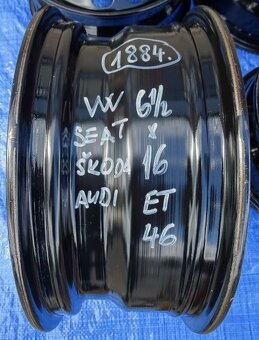 1884.
VW 6½
SEAT x
ŠKODA 16
AUDI ET
46